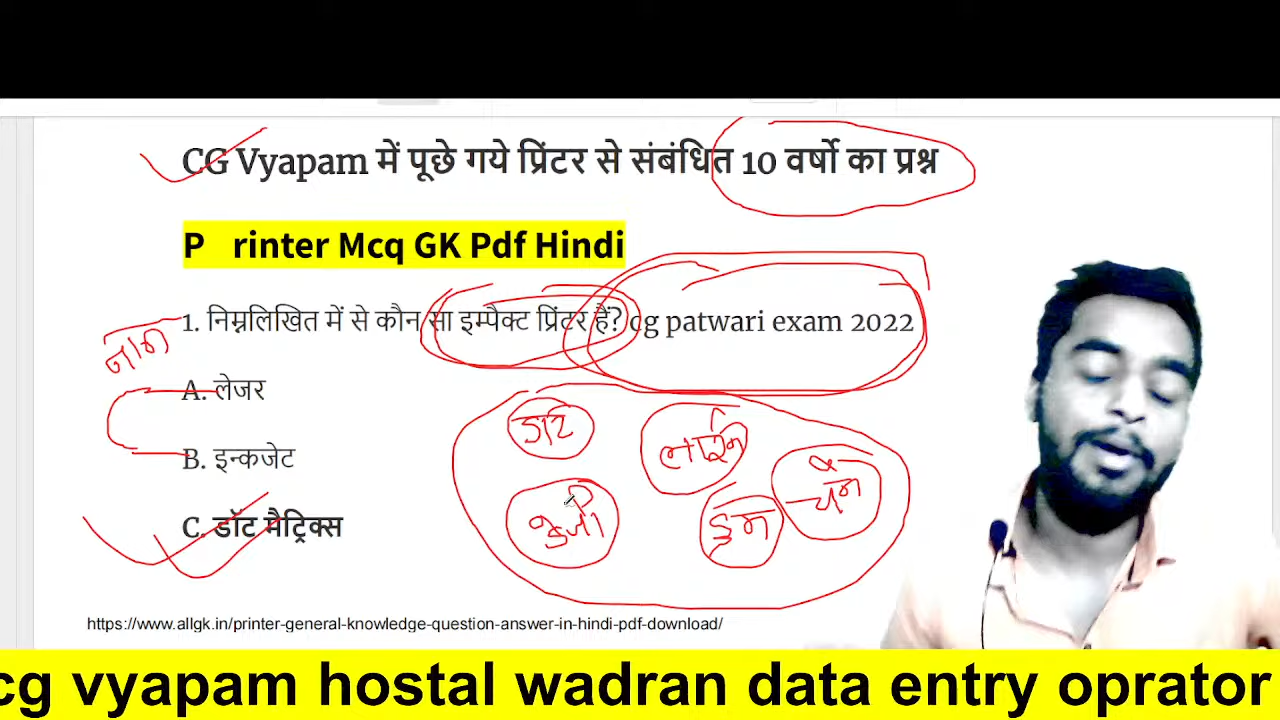 CG Vyapam में पूछे गये प्रिंटर से संबंधित 10 वर्षो का प्रश्न
P rinter Mcq GK Pdf Hindi
1. निम्नलिखित में से कौन सा इम्पैक्ट प्रिंटर हैं? cg patwari exam 2022
नान
A. लेजर
डाट
लाईन
B. इन्कजेट
चैन
ड्रम
C. डॉट मैट्रिक्स
https://www.allgk.in/printer-general-knowledge-question-answer-in-hindi-pdf-download/
cg vyapam hostal wadran data entry oprator